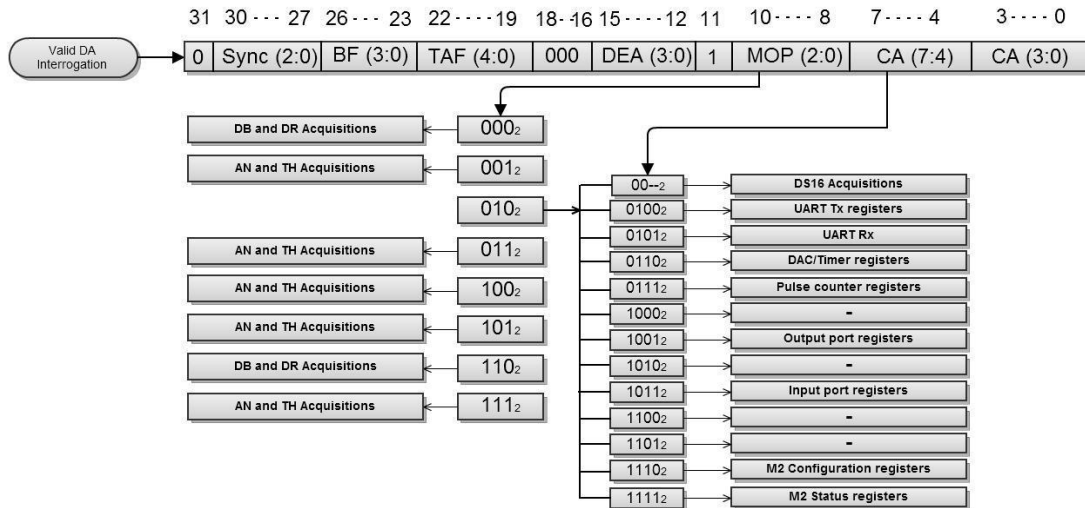 31 30 - - - - 27 26 - - - 23 22 - - - - - 19 18 - -16 15 - - - - 12 11 10 - - - - 8 7 - - - - 4 3 - - - - 0
Valid DA
Interrogation
0 Sync (2:0) BF (3:0) TAF (4:0) 000 DEA (3:0) 1 MOP (2:0) CA (7:4) CA (3:0)
DB and DR Acquisitions 000₂
AN and TH Acquisitions 001₂
010₂
AN and TH Acquisitions 011₂
AN and TH Acquisitions 100₂
AN and TH Acquisitions 101₂
DB and DR Acquisitions 110₂
AN and TH Acquisitions 111₂
00--₂ DS16 Acquisitions
0100₂ UART Tx registers
0101₂ UART Rx
0110₂ DAC/Timer registers
0111₂ Pulse counter registers
1000₂ -
1001₂ Output port registers
1010₂ -
1011₂ Input port registers
1100₂ -
1101₂ -
1110₂ M2 Configuration registers
1111₂ M2 Status registers